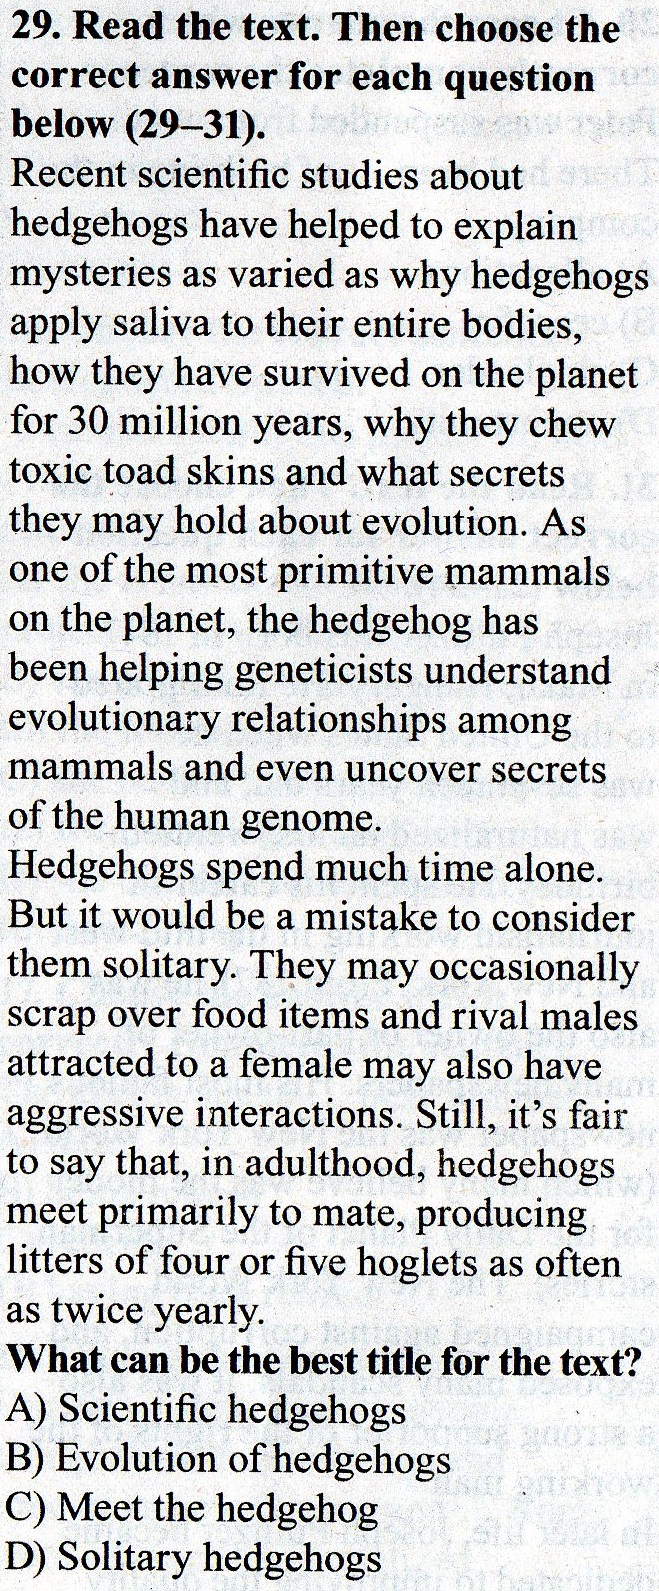 29. Read the text. Then choose the
correct answer for each question
below (29–31).
Recent scientific studies about
hedgehogs have helped to explain
mysteries as varied as why hedgehogs
apply saliva to their entire bodies,
how they have survived on the planet
for 30 million years, why they chew
toxic toad skins and what secrets
they may hold about evolution. As
one of the most primitive mammals
on the planet, the hedgehog has
been helping geneticists understand
evolutionary relationships among
mammals and even uncover secrets
of the human genome.
Hedgehogs spend much time alone.
But it would be a mistake to consider
them solitary. They may occasionally
scrap over food items and rival males
attracted to a female may also have
aggressive interactions. Still, it’s fair
to say that, in adulthood, hedgehogs
meet primarily to mate, producing
litters of four or five hoglets as often
as twice yearly.
What can be the best title for the text?
A) Scientific hedgehogs
B) Evolution of hedgehogs
C) Meet the hedgehog
D) Solitary hedgehogs